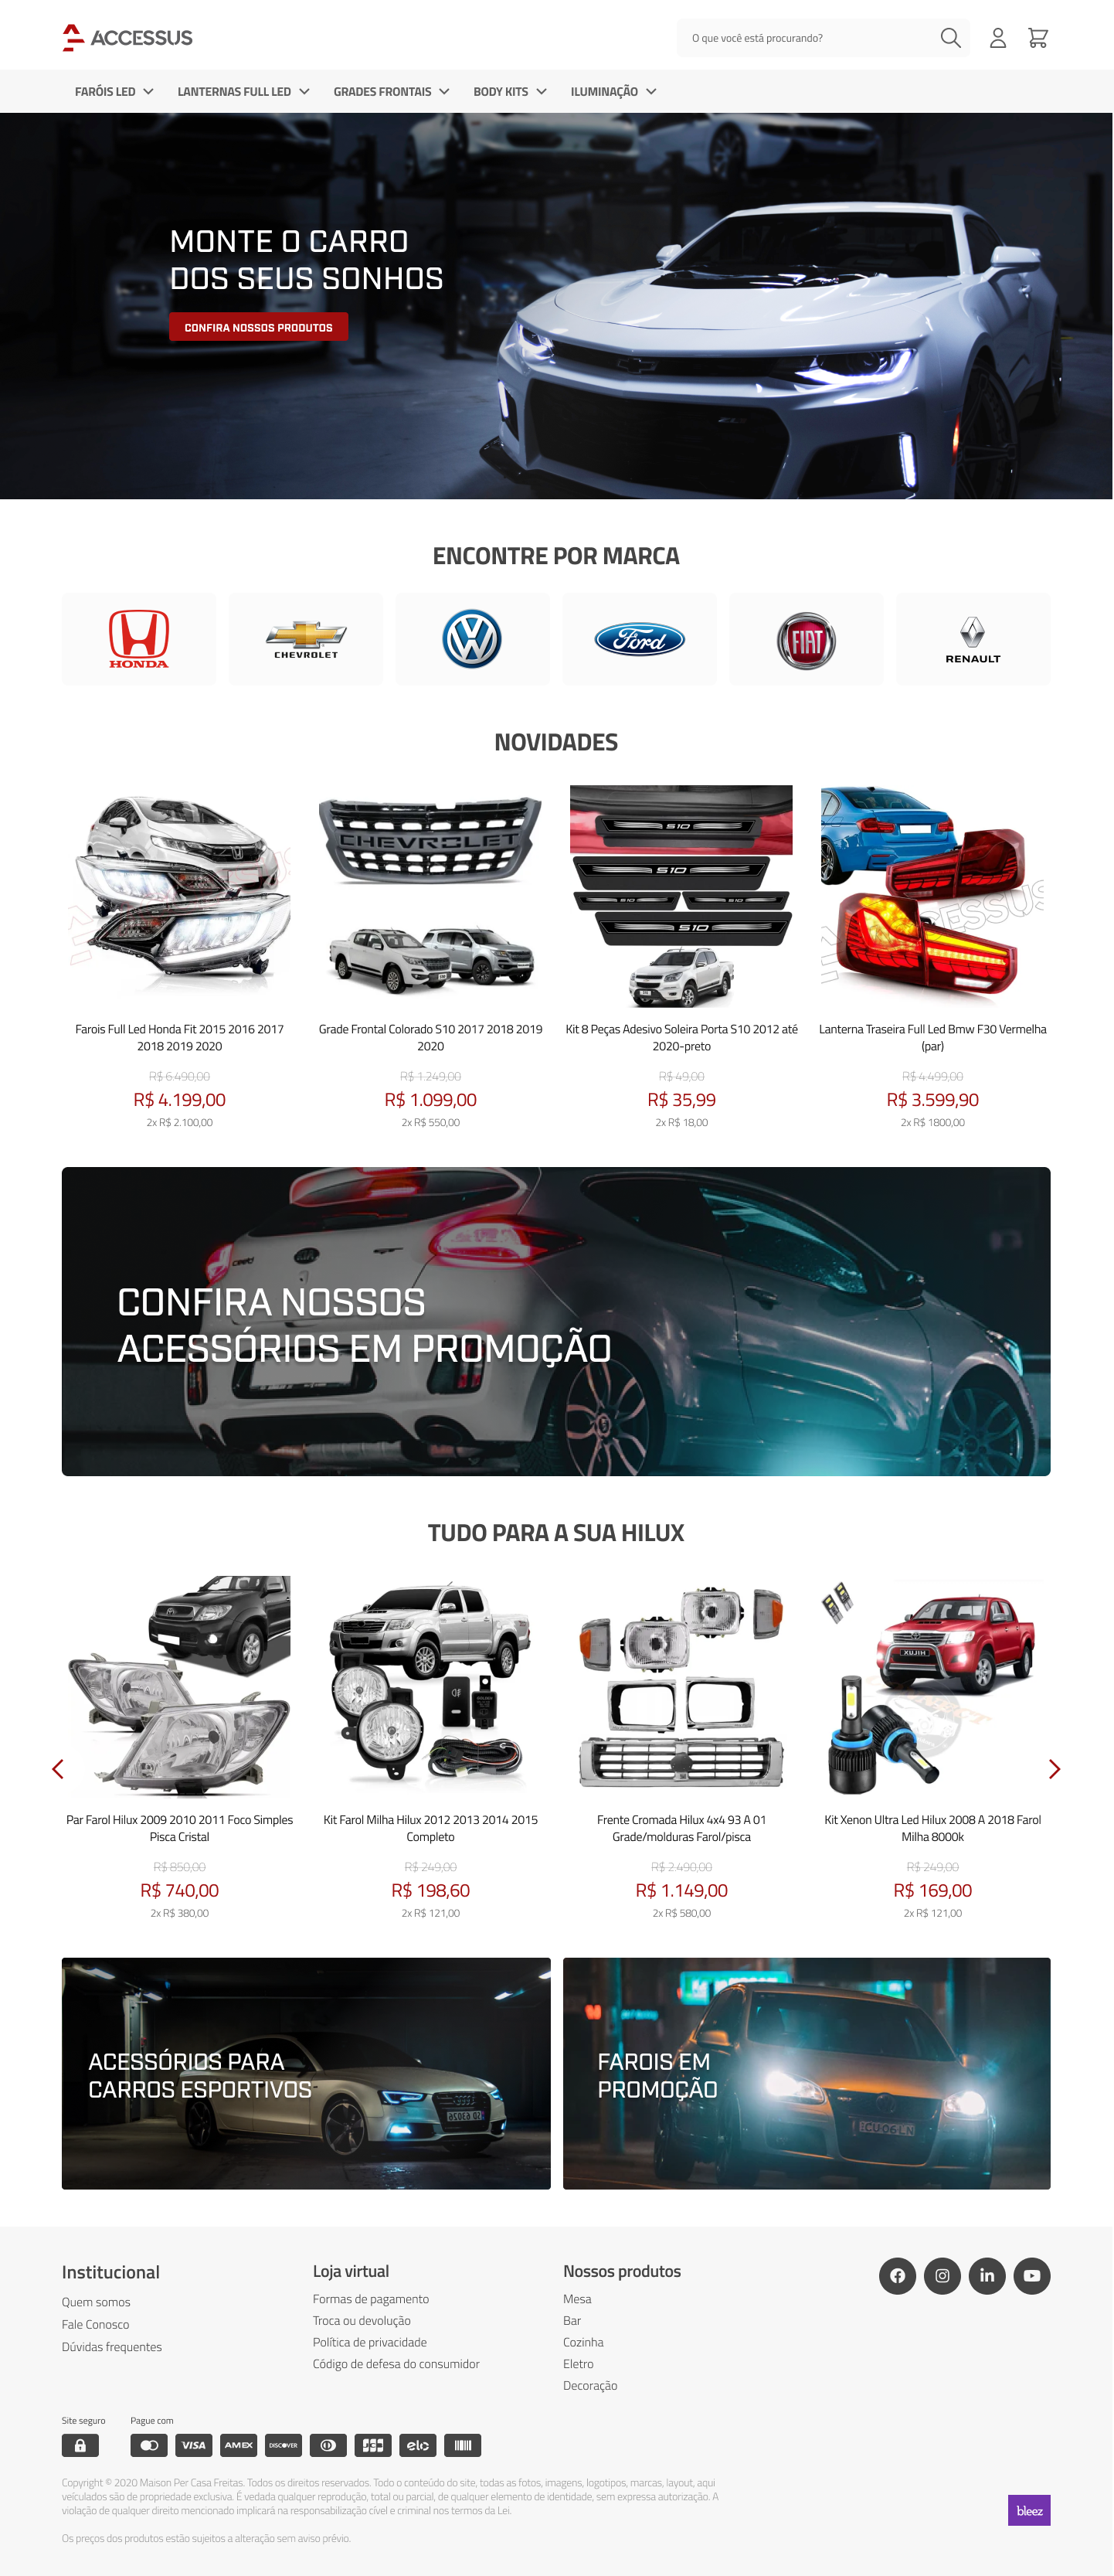 ACCESSUS
O que você está procurando?
FARÓIS LED
LANTERNAS FULL LED
GRADES FRONTAIS
BODY KITS
ILUMINAÇÃO
MONTE O CARRO
DOS SEUS SONHOS
CONFIRA NOSSOS PRODUTOS
ENCONTRE POR MARCA
HONDA
CHEVROLET
Ford
FIAT
RENAULT
NOVIDADES
CHEVROLET
S10
S10
S10
S10
S10
Farois Full Led Honda Fit 2015 2016 2017
2018 2019 2020
R$ 6.490,00
R$ 4.199,00
2x R$ 2.100,00
Grade Frontal Colorado S10 2017 2018 2019
2020
R$ 1.249,00
R$ 1.099,00
2x R$ 550,00
Kit 8 Peças Adesivo Soleira Porta S10 2012 até
2020-preto
R$ 49,00
R$ 35,99
2x R$ 18,00
Lanterna Traseira Full Led Bmw F30 Vermelha
(par)
R$ 4.499,00
R$ 3.599,90
2x R$ 1800,00
CONFIRA NOSSOS
ACESSÓRIOS EM PROMOÇÃO
TUDO PARA A SUA HILUX
Par Farol Hilux 2009 2010 2011 Foco Simples
Pisca Cristal
R$ 850,00
R$ 740,00
2x R$ 380,00
Kit Farol Milha Hilux 2012 2013 2014 2015
Completo
R$ 249,00
R$ 198,60
2x R$ 121,00
Frente Cromada Hilux 4x4 93 A 01
Grade/molduras Farol/pisca
R$ 2.490,00
R$ 1.149,00
2x R$ 580,00
Kit Xenon Ultra Led Hilux 2008 A 2018 Farol
Milha 8000k
R$ 249,00
R$ 169,00
2x R$ 121,00
ACESSÓRIOS PARA
CARROS ESPORTIVOS
FAROIS EM
PROMOÇÃO
Institucional
Quem somos
Fale Conosco
Dúvidas frequentes
Loja virtual
Formas de pagamento
Troca ou devolução
Política de privacidade
Código de defesa do consumidor
Nossos produtos
Mesa
Bar
Cozinha
Eletro
Decoração
Site seguro
Pague com
VISA
AMEX
DISCOVER
JCB
elo
Copyright © 2020 Maison Per Casa Freitas. Todos os direitos reservados. Todo o conteúdo do site, todas as fotos, imagens, logotipos, marcas, layout, aqui
veículados são de propriedade exclusiva. É vedada qualquer reprodução, total ou parcial, de qualquer elemento de identidade, sem expressa autorização. A
violação de qualquer direito mencionado implicará na responsabilização cível e criminal nos termos da Lei.
Os preços dos produtos estão sujeitos a alteração sem aviso prévio.
bleez